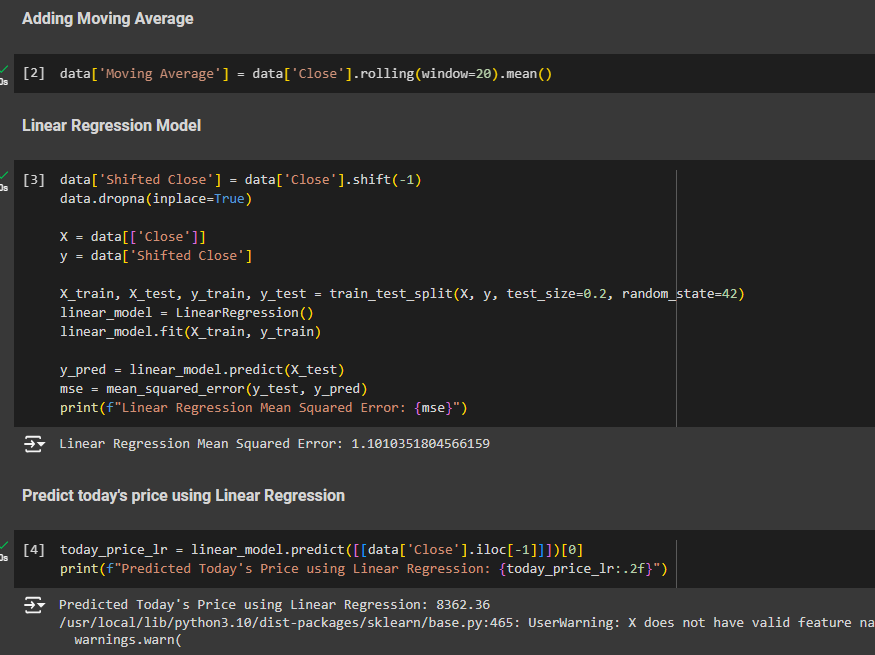 Adding Moving Average
[2] data['Moving Average'] = data['Close'].rolling(window=20).mean()
0s
Linear Regression Model
[3] data['Shifted Close'] = data['Close'].shift(-1)
0s
data.dropna(inplace=True)
X = data[['Close']]
y = data['Shifted Close']
X_train, X_test, y_train, y_test = train_test_split(X, y, test_size=0.2, random_state=42)
linear_model = LinearRegression()
linear_model.fit(X_train, y_train)
y_pred = linear_model.predict(X_test)
mse = mean_squared_error(y_test, y_pred)
print(f"Linear Regression Mean Squared Error: {mse}")
Linear Regression Mean Squared Error: 1.1010351804566159
Predict today's price using Linear Regression
[4] today_price_lr = linear_model.predict([[data['Close'].iloc[-1]]])[0]
0s
print(f"Predicted Today's Price using Linear Regression: {today_price_lr:.2f}")
Predicted Today's Price using Linear Regression: 8362.36
/usr/local/lib/python3.10/dist-packages/sklearn/base.py:465: UserWarning: X does not have valid feature na
warnings.warn(